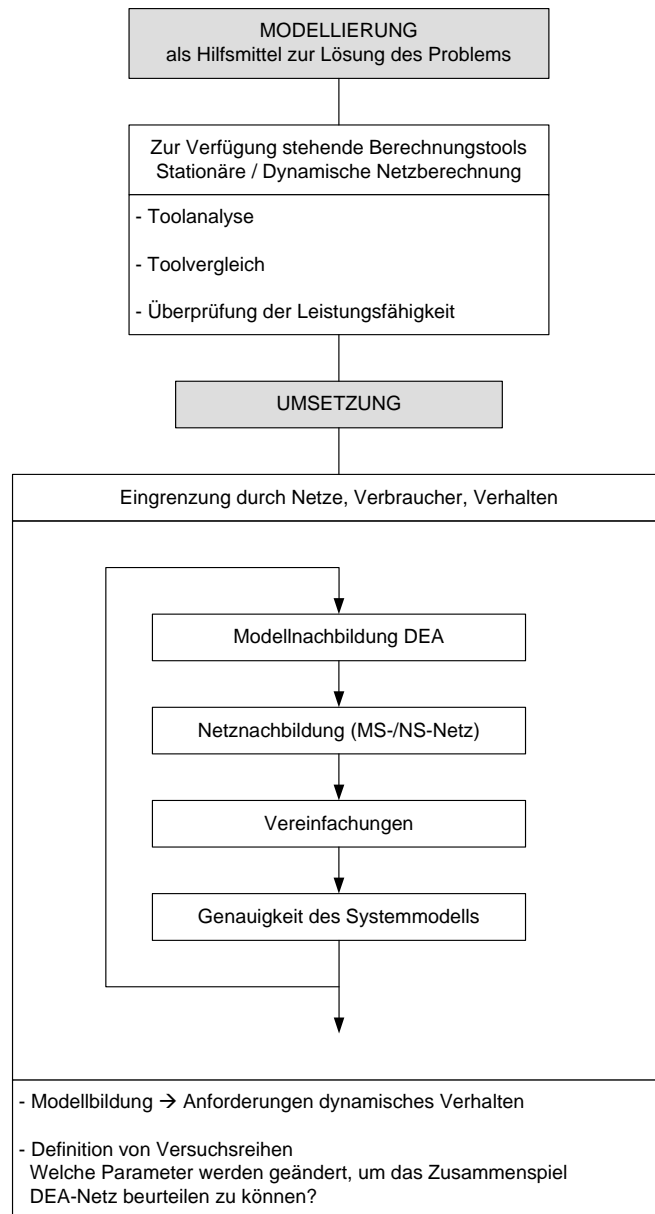 MODELLIERUNG
als Hilfsmittel zur Lösung des Problems
Zur Verfügung stehende Berechnungstools
Stationäre / Dynamische Netzberechnung
- Toolanalyse
- Toolvergleich
- Überprüfung der Leistungsfähigkeit
UMSETZUNG
Eingrenzung durch Netze, Verbraucher, Verhalten
Modellnachbildung DEA
Netznachbildung (MS-/NS-Netz)
Vereinfachungen
Genauigkeit des Systemmodells
- Modellbildung → Anforderungen dynamisches Verhalten
- Definition von Versuchsreihen
Welche Parameter werden geändert, um das Zusammenspiel
DEA-Netz beurteilen zu können?